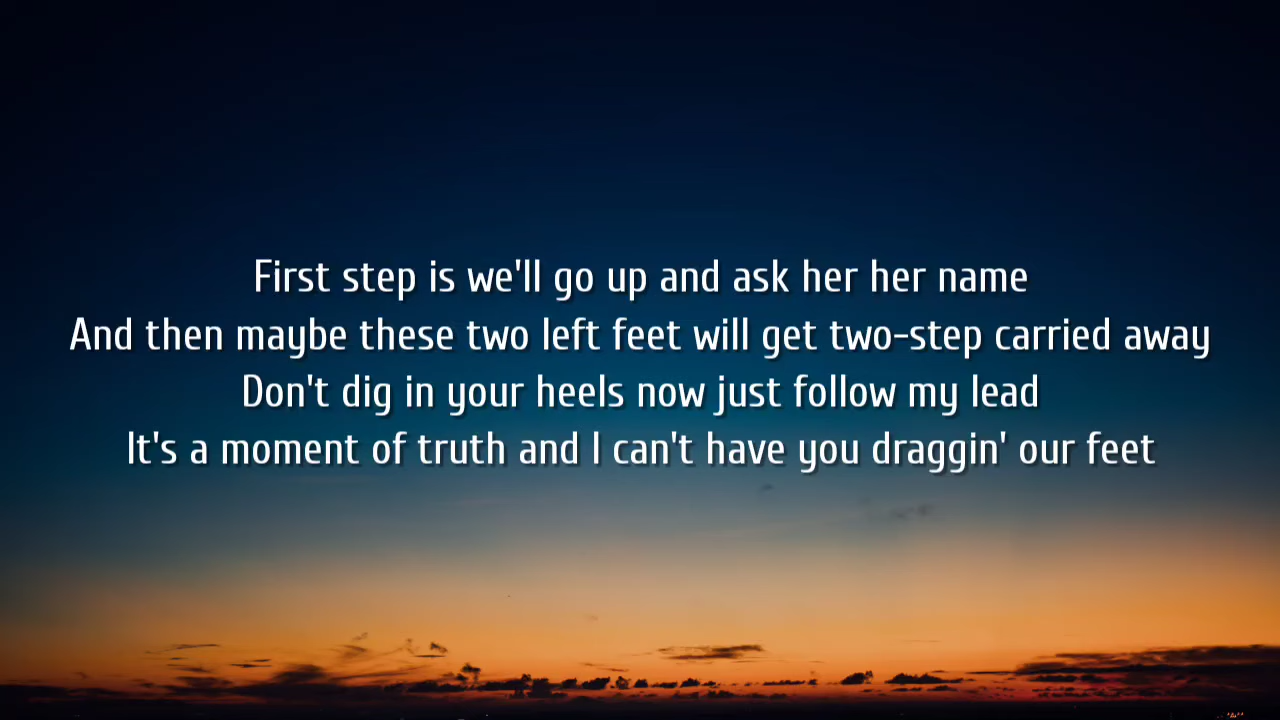 First step is we'll go up and ask her her name
And then maybe these two left feet will get two-step carried away
Don't dig in your heels now just follow my lead
It's a moment of truth and I can't have you draggin' our feet